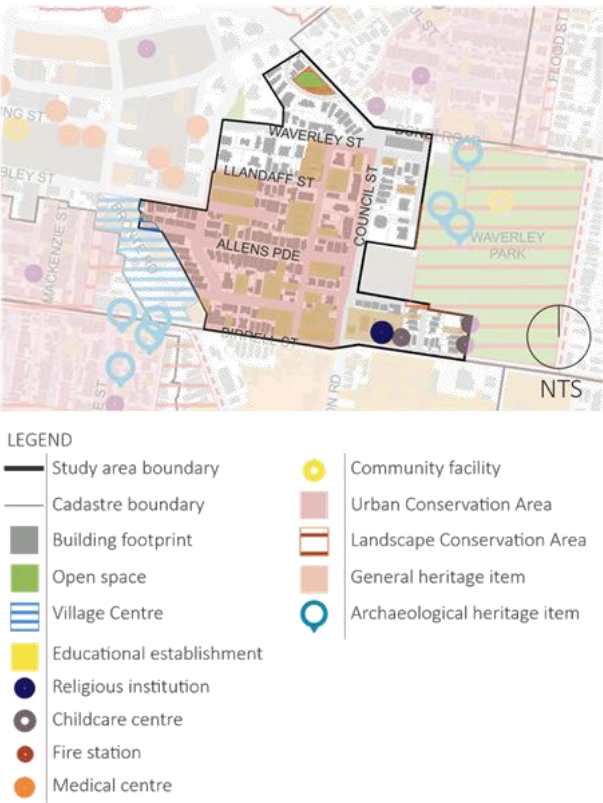 WAVERLEY ST
LLANDAFF ST
COUNCIL ST
ALLENS PDE
BIRRELL ST
MACKENZIE ST
FLOOD ST
WAVERLEY
PARK
NTS
LEGEND
Study area boundary
Cadastre boundary
Building footprint
Open space
Village Centre
Educational establishment
Religious institution
Childcare centre
Fire station
Medical centre
Community facility
Urban Conservation Area
Landscape Conservation Area
General heritage item
Archaeological heritage item